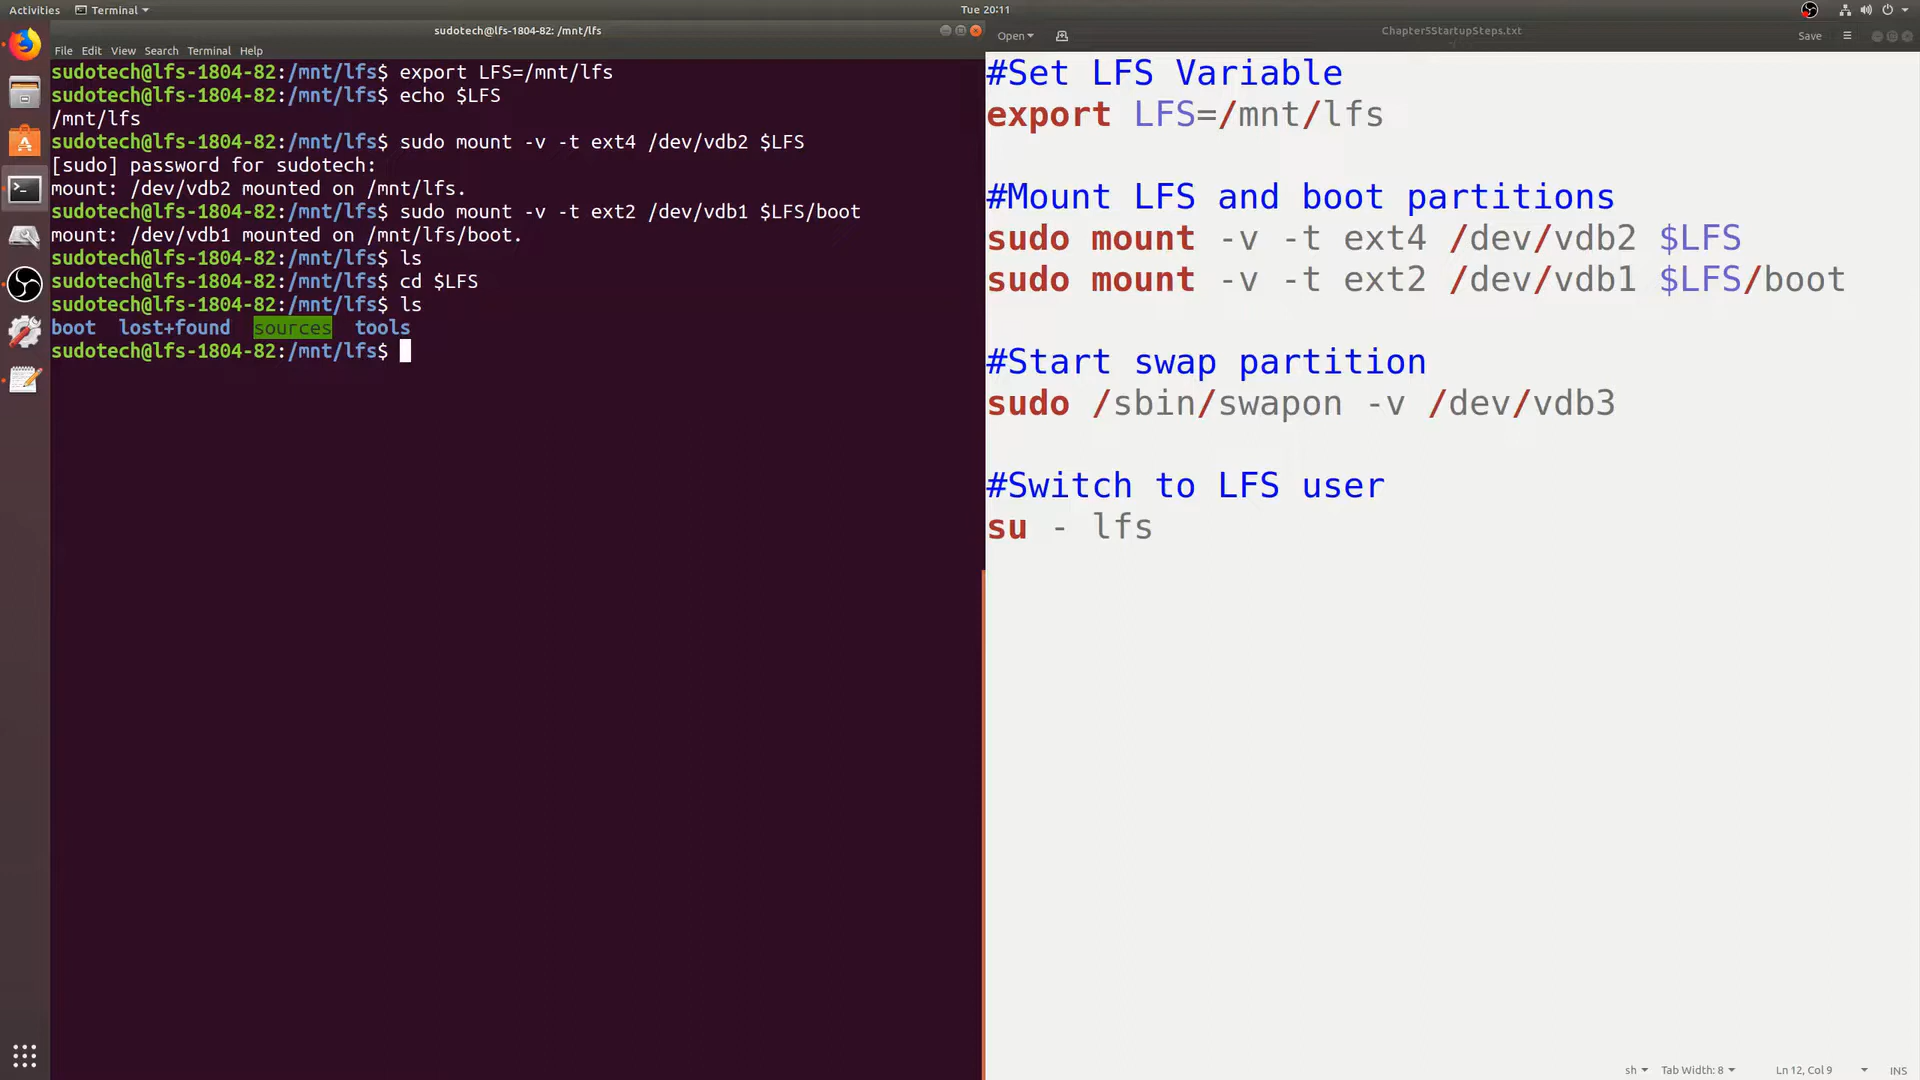 Activities
Terminal
Tue 20:11
sudotech@lfs-1804-82: /mnt/lfs
File Edit View Search Terminal Help
sudotech@lfs-1804-82:/mnt/lfs$ export LFS=/mnt/lfs
sudotech@lfs-1804-82:/mnt/lfs$ echo $LFS
/mnt/lfs
sudotech@lfs-1804-82:/mnt/lfs$ sudo mount -v -t ext4 /dev/vdb2 $LFS
[sudo] password for sudotech:
mount: /dev/vdb2 mounted on /mnt/lfs.
sudotech@lfs-1804-82:/mnt/lfs$ sudo mount -v -t ext2 /dev/vdb1 $LFS/boot
mount: /dev/vdb1 mounted on /mnt/lfs/boot.
sudotech@lfs-1804-82:/mnt/lfs$ ls
sudotech@lfs-1804-82:/mnt/lfs$ cd $LFS
sudotech@lfs-1804-82:/mnt/lfs$ ls
boot lost+found sources tools
sudotech@lfs-1804-82:/mnt/lfs$
Open
Chapter5StartupSteps.txt
Save
#Set LFS Variable
export LFS=/mnt/lfs
#Mount LFS and boot partitions
sudo mount -v -t ext4 /dev/vdb2 $LFS
sudo mount -v -t ext2 /dev/vdb1 $LFS/boot
#Start swap partition
sudo /sbin/swapon -v /dev/vdb3
#Switch to LFS user
su - lfs
sh
Tab Width: 8
Ln 12, Col 9
INS